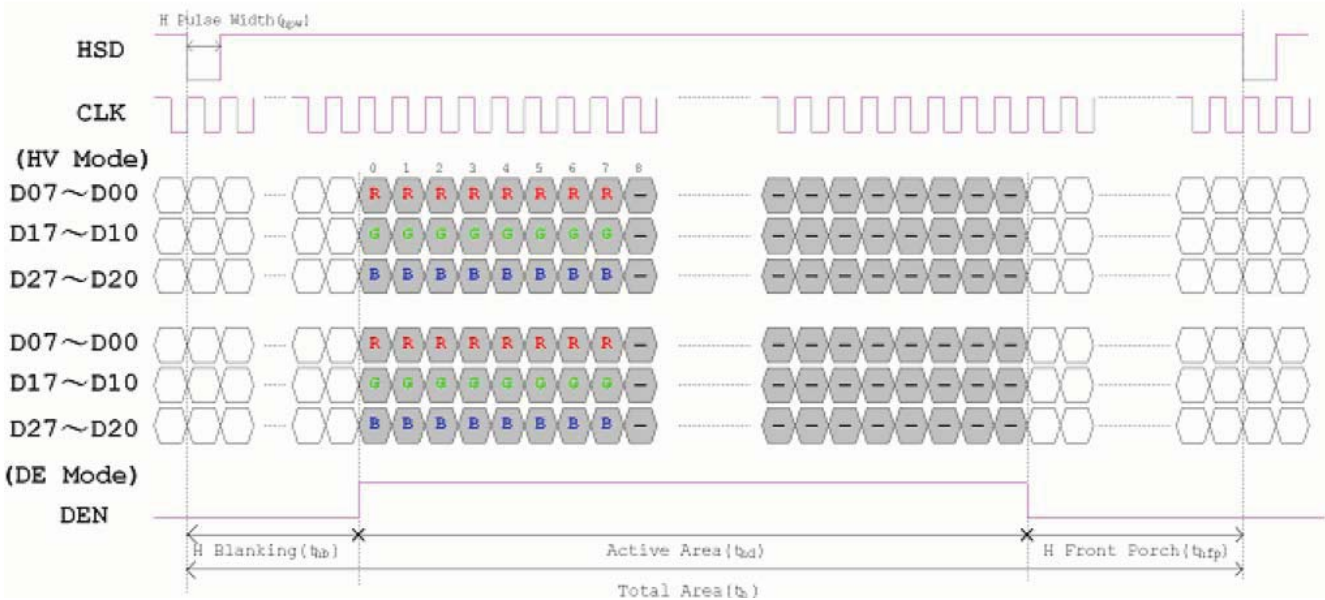 H Pulse Width(thpw)
HSD
CLK
(HV Mode)
0 1 2 3 4 5 6 7 8
D07～D00 R R R R R R R R — — — — — — — — —
D17～D10 G G G G G G G G — — — — — — — — —
D27～D20 B B B B B B B B — — — — — — — — —
D07～D00 R R R R R R R R — — — — — — — — —
D17～D10 G G G G G G G G — — — — — — — — —
D27～D20 B B B B B B B B — — — — — — — — —
(DE Mode)
DEN
H Blanking(thb) Active Area(thd) H Front Porch(thfp)
Total Area(th)